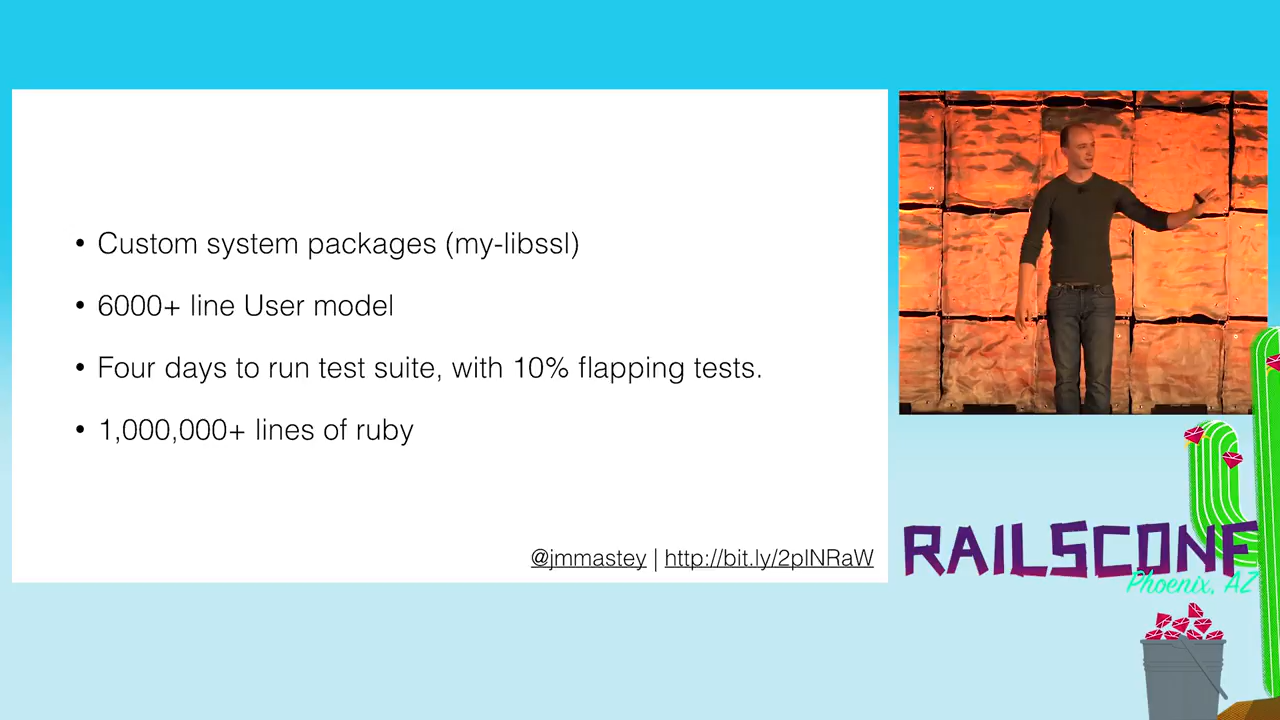 • Custom system packages (my-libssl)
• 6000+ line User model
• Four days to run test suite, with 10% flapping tests.
• 1,000,000+ lines of ruby
@jmmastey | http://bit.ly/2pINRaW
RAILSCONF
Phoenix, AZ